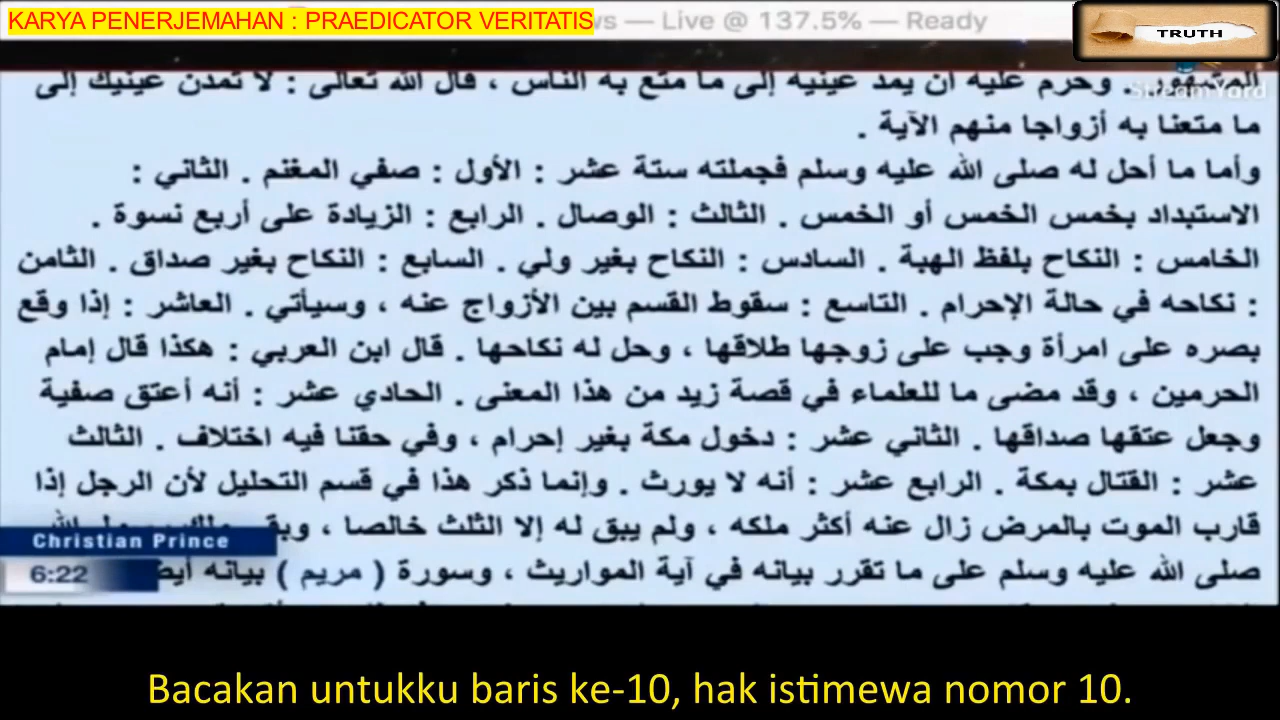 KARYA PENERJEMAHAN : PRAEDICATOR VERITATIS
— Live @ 137.5% — Ready
TRUTH
StreamYard
المشهور . وحرم عليه أن يمد عينيه إلى ما متع به الناس ، قال الله تعالى : لا تمدن عينيك إلى
ما متعنا به أزواجا منهم الآية .
وأما ما أحل له صلى الله عليه وسلم فجملته ستة عشر : الأول : صفي المغنم . الثاني :
الاستبداد بخمس الخمس أو الخمس . الثالث : الوصال . الرابع : الزيادة على أربع نسوة .
الخامس : النكاح بلفظ الهبة . السادس : النكاح بغير ولي . السابع : النكاح بغير صداق . الثامن
: نكاحه في حالة الإحرام . التاسع : سقوط القسم بين الأزواج عنه ، وسيأتي . العاشر : إذا وقع
بصره على امرأة وجب على زوجها طلاقها ، وحل له نكاحها . قال ابن العربي : هكذا قال إمام
الحرمين ، وقد مضى ما للعلماء في قصة زيد من هذا المعنى . الحادي عشر : أنه أعتق صفية
وجعل عتقها صداقها . الثاني عشر : دخول مكة بغير إحرام ، وفي حقنا فيه اختلاف . الثالث
عشر : القتال بمكة . الرابع عشر : أنه لا يورث . وإنما ذكر هذا في قسم التحليل لأن الرجل إذا
قارب الموت بالمرض زال عنه أكثر ملكه ، ولم يبق له إلا الثلث خالصا ،
صلى الله عليه وسلم على ما تقرر بيانه في آية المواريث ، وسورة ( مريم ) بيانه
Christian Prince
6:22
Bacakan untukku baris ke-10, hak istimewa nomor 10.